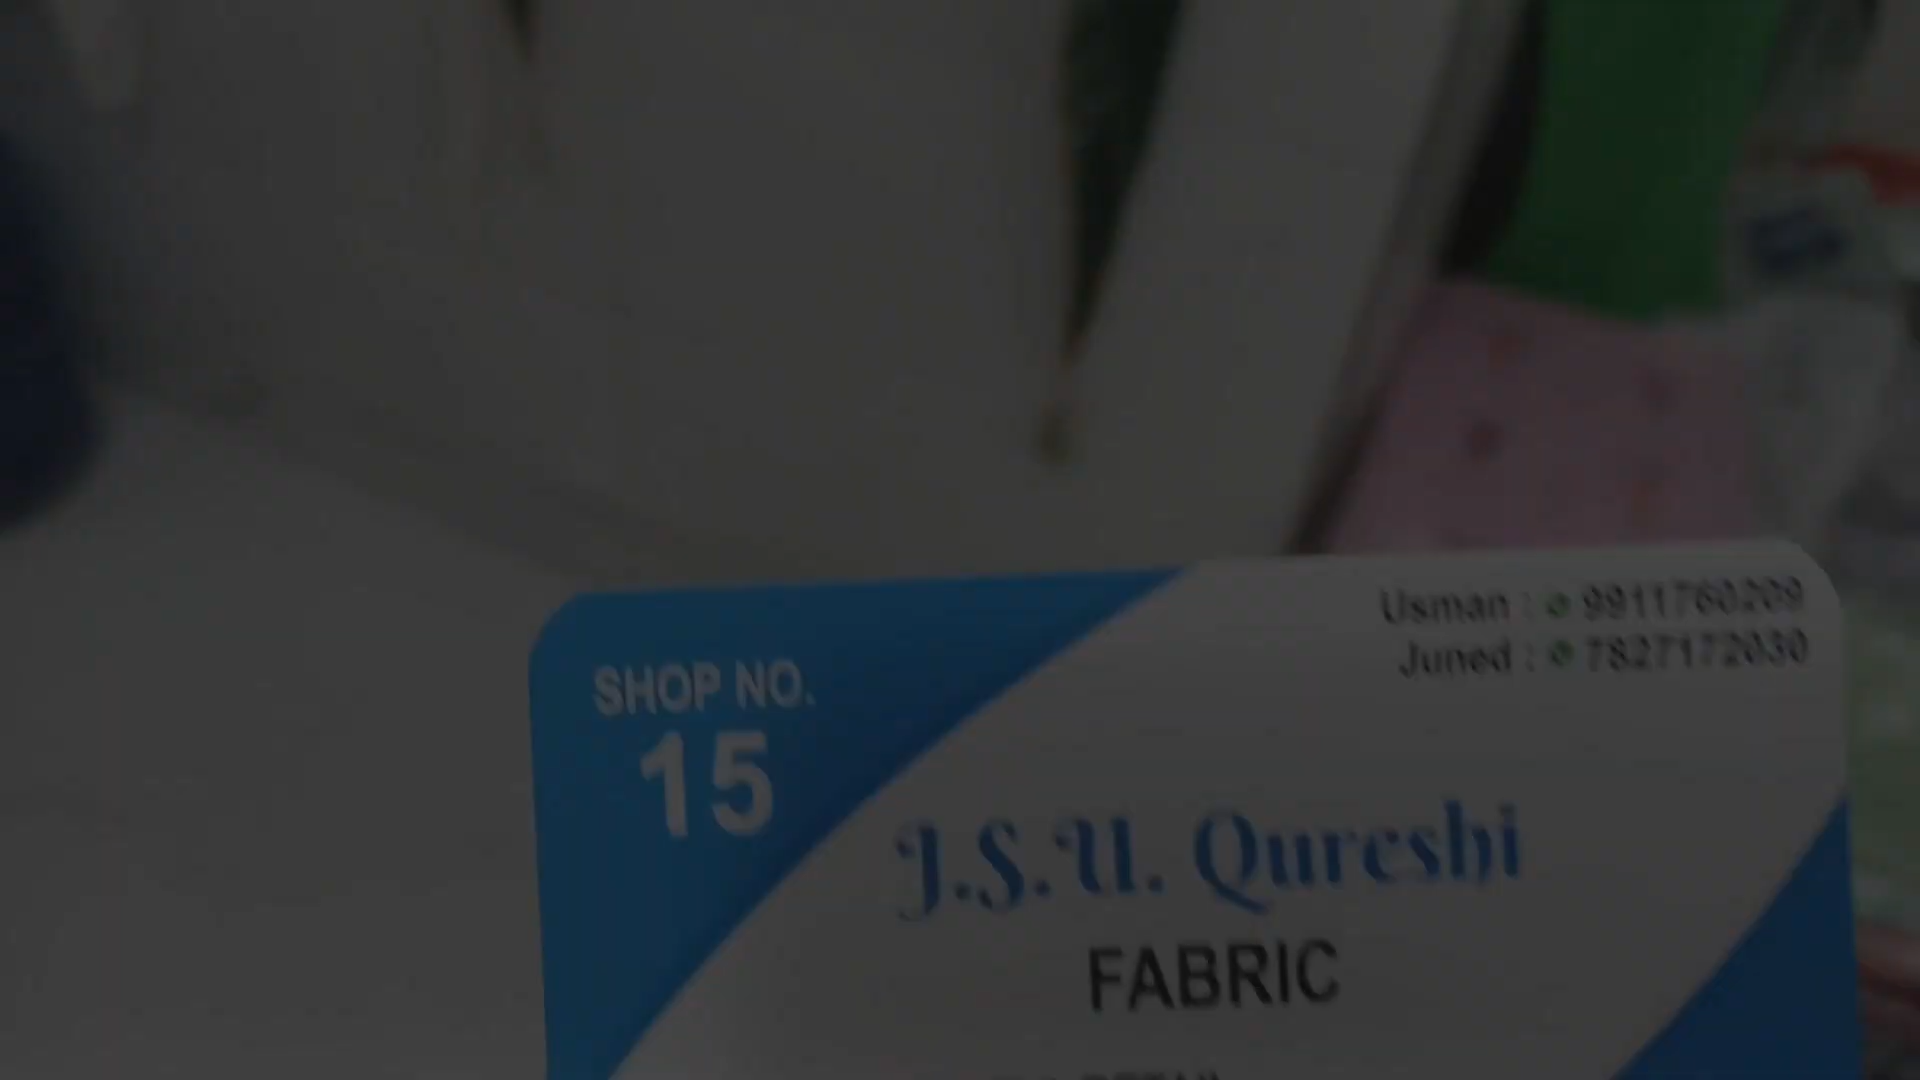 Usman : 9911760209
Juned : 7827172030
SHOP NO.
15
J.S.U. Qureshi
FABRIC